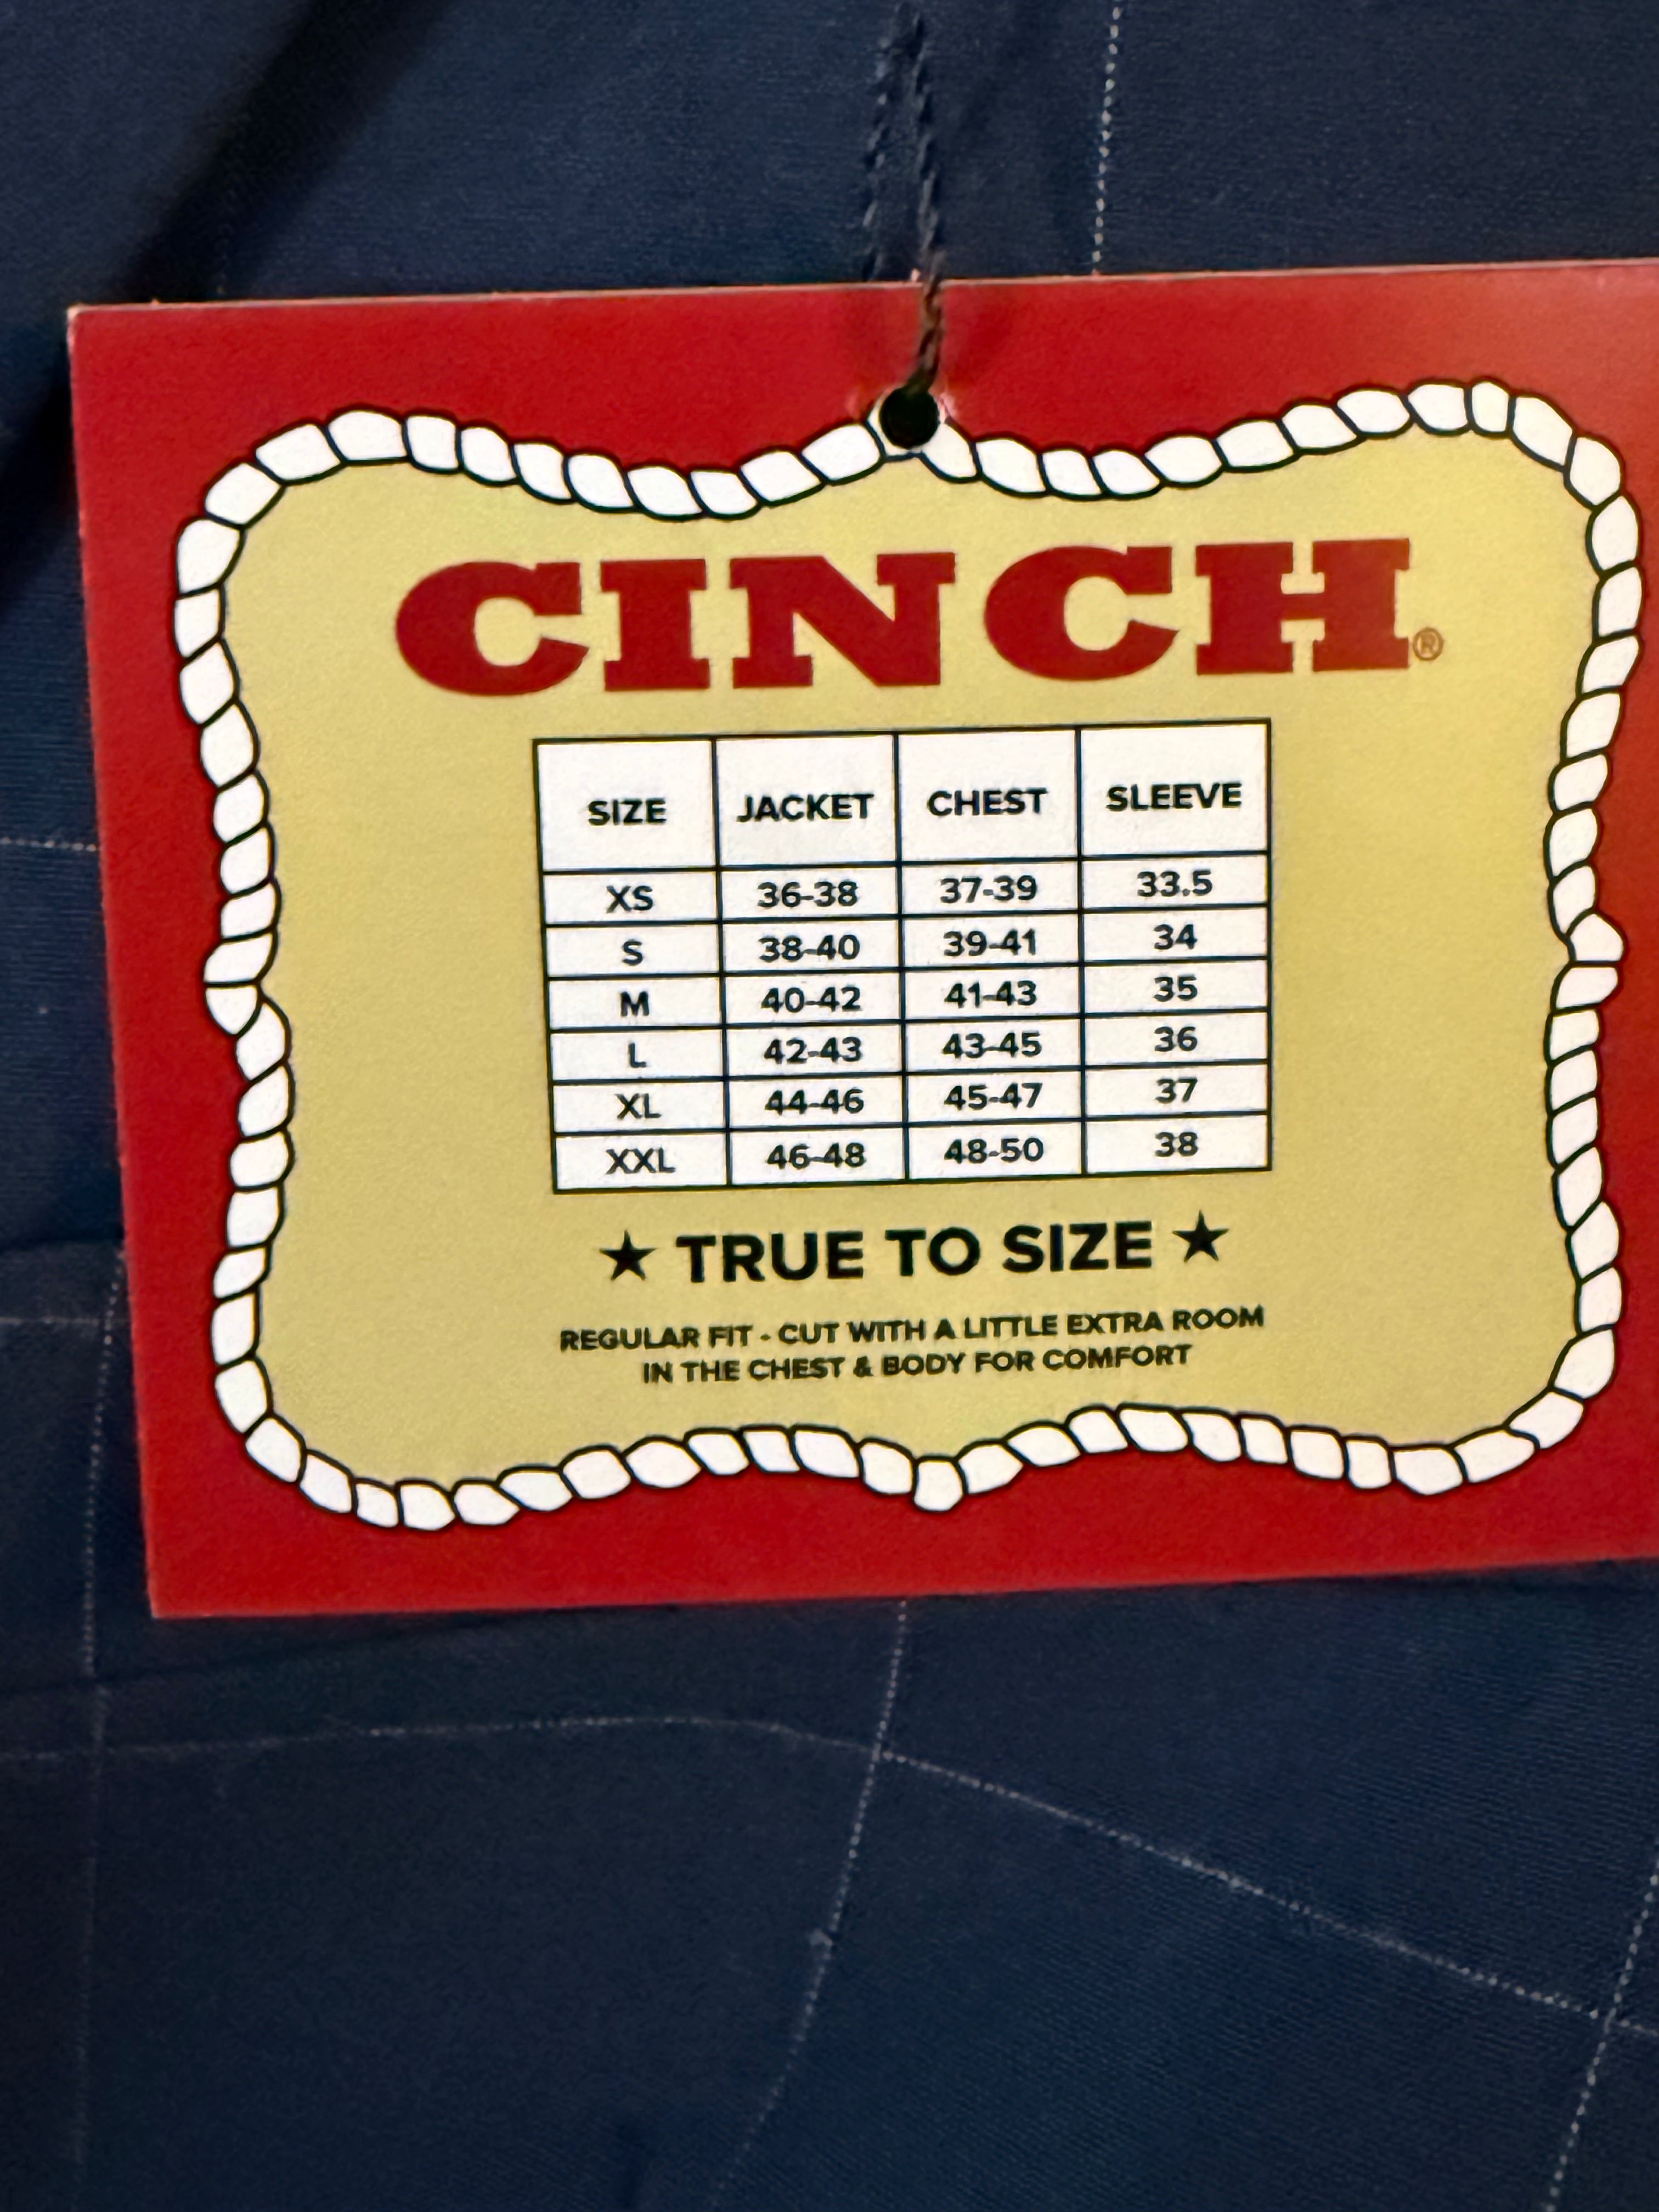 CINCH®
SIZE JACKET CHEST SLEEVE
XS 36-38 37-39 33.5
S 38-40 39-41 34
M 40-42 41-43 35
L 42-43 43-45 36
XL 44-46 45-47 37
XXL 46-48 48-50 38
★ TRUE TO SIZE ★
REGULAR FIT - CUT WITH A LITTLE EXTRA ROOM
IN THE CHEST & BODY FOR COMFORT